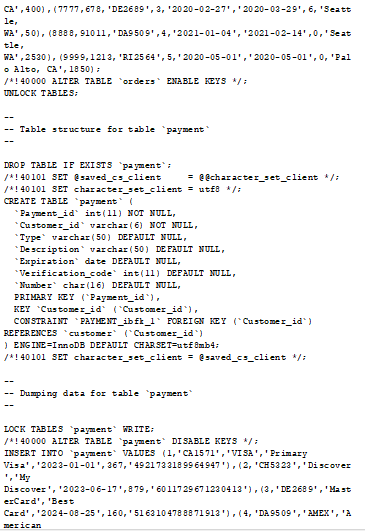 CA',400),(7777,678,'DE2689',3,'2020-02-27','2020-03-29',6,'Seatt
le,
WA',50),(8888,91011,'DA9509',4,'2021-01-04','2021-02-14',0,'Seat
tle,
WA',2530),(9999,1213,'RI2564',5,'2020-05-01','2020-05-01',0,'Pal
o Alto, CA',1850);
/*!40000 ALTER TABLE `orders` ENABLE KEYS */;
UNLOCK TABLES;
--
-- Table structure for table `payment`
--
DROP TABLE IF EXISTS `payment`;
/*!40101 SET @saved_cs_client     = @@character_set_client */;
/*!40101 SET character_set_client = utf8 */;
CREATE TABLE `payment` (
`Payment_id` int(11) NOT NULL,
`Customer_id` varchar(6) NOT NULL,
`Type` varchar(50) DEFAULT NULL,
`Description` varchar(50) DEFAULT NULL,
`Expiration` date DEFAULT NULL,
`Verification_code` int(11) DEFAULT NULL,
`Number` char(16) DEFAULT NULL,
PRIMARY KEY (`Payment_id`),
KEY `Customer_id` (`Customer_id`),
CONSTRAINT `PAYMENT_ibfk_1` FOREIGN KEY (`Customer_id`)
REFERENCES `customer` (`Customer_id`)
) ENGINE=InnoDB DEFAULT CHARSET=utf8mb4;
/*!40101 SET character_set_client = @saved_cs_client */;
--
-- Dumping data for table `payment`
--
LOCK TABLES `payment` WRITE;
/*!40000 ALTER TABLE `payment` DISABLE KEYS */;
INSERT INTO `payment` VALUES (1,'CA1571','VISA','Primary
Visa','2023-01-01',367,'4921733189964947'),(2,'CH5323','Discover
','My
Discover','2023-06-17',879,'6011729671230413'),(3,'DE2689','Mast
erCard','Best
Card','2024-08-25',160,'5163104788871913'),(4,'DA9509','AMEX','A
merican